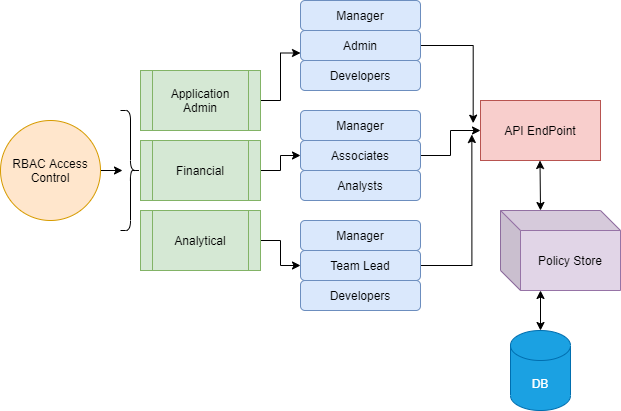 RBAC Access
Control
Application
Admin
Financial
Analytical
Manager
Admin
Developers
Manager
Associates
Analysts
Manager
Team Lead
Developers
API EndPoint
Policy Store
DB